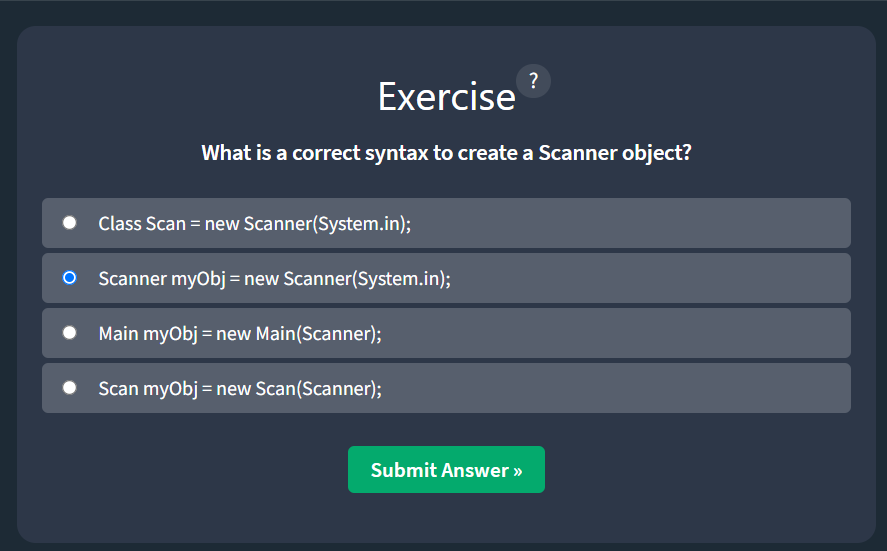 Exercise ?
What is a correct syntax to create a Scanner object?
Class Scan = new Scanner(System.in);
Scanner myObj = new Scanner(System.in);
Main myObj = new Main(Scanner);
Scan myObj = new Scan(Scanner);
Submit Answer »